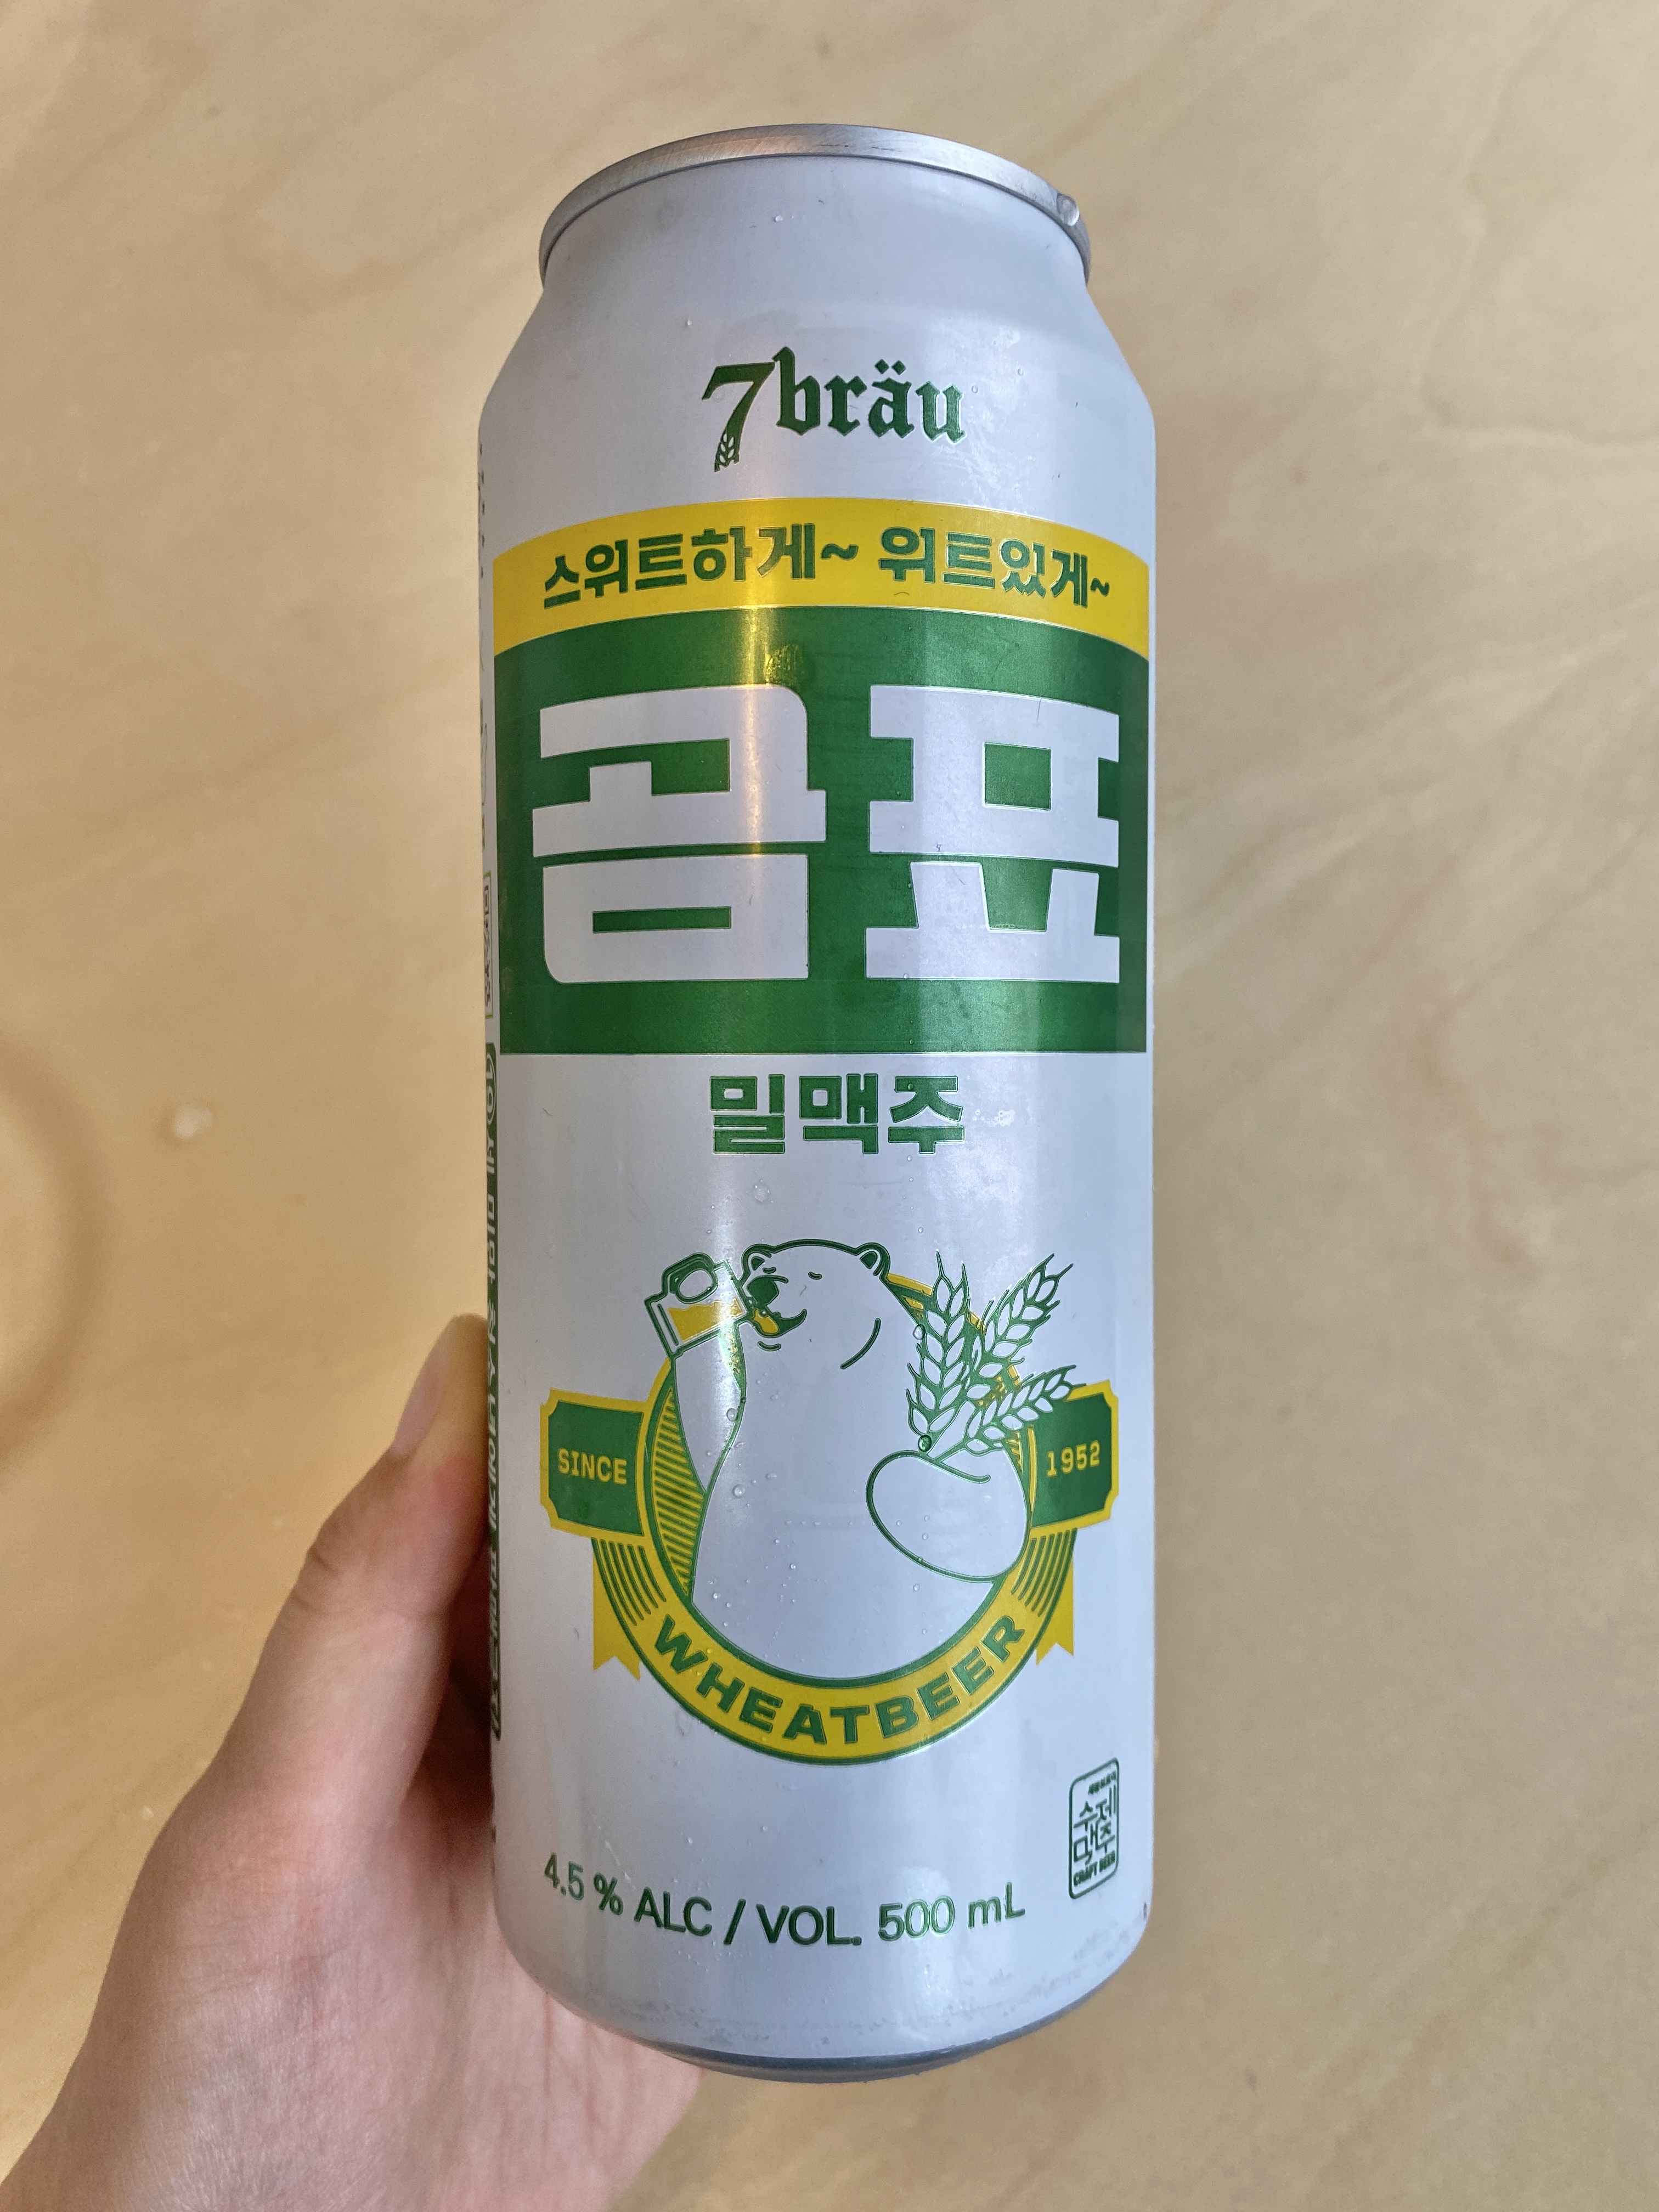 7bräu
스위트하게~ 위트있게~
곰표
밀맥주
SINCE 1952
WHEATBEER
수제
맥주
CRAFT BEER
4.5 % ALC / VOL. 500 mL